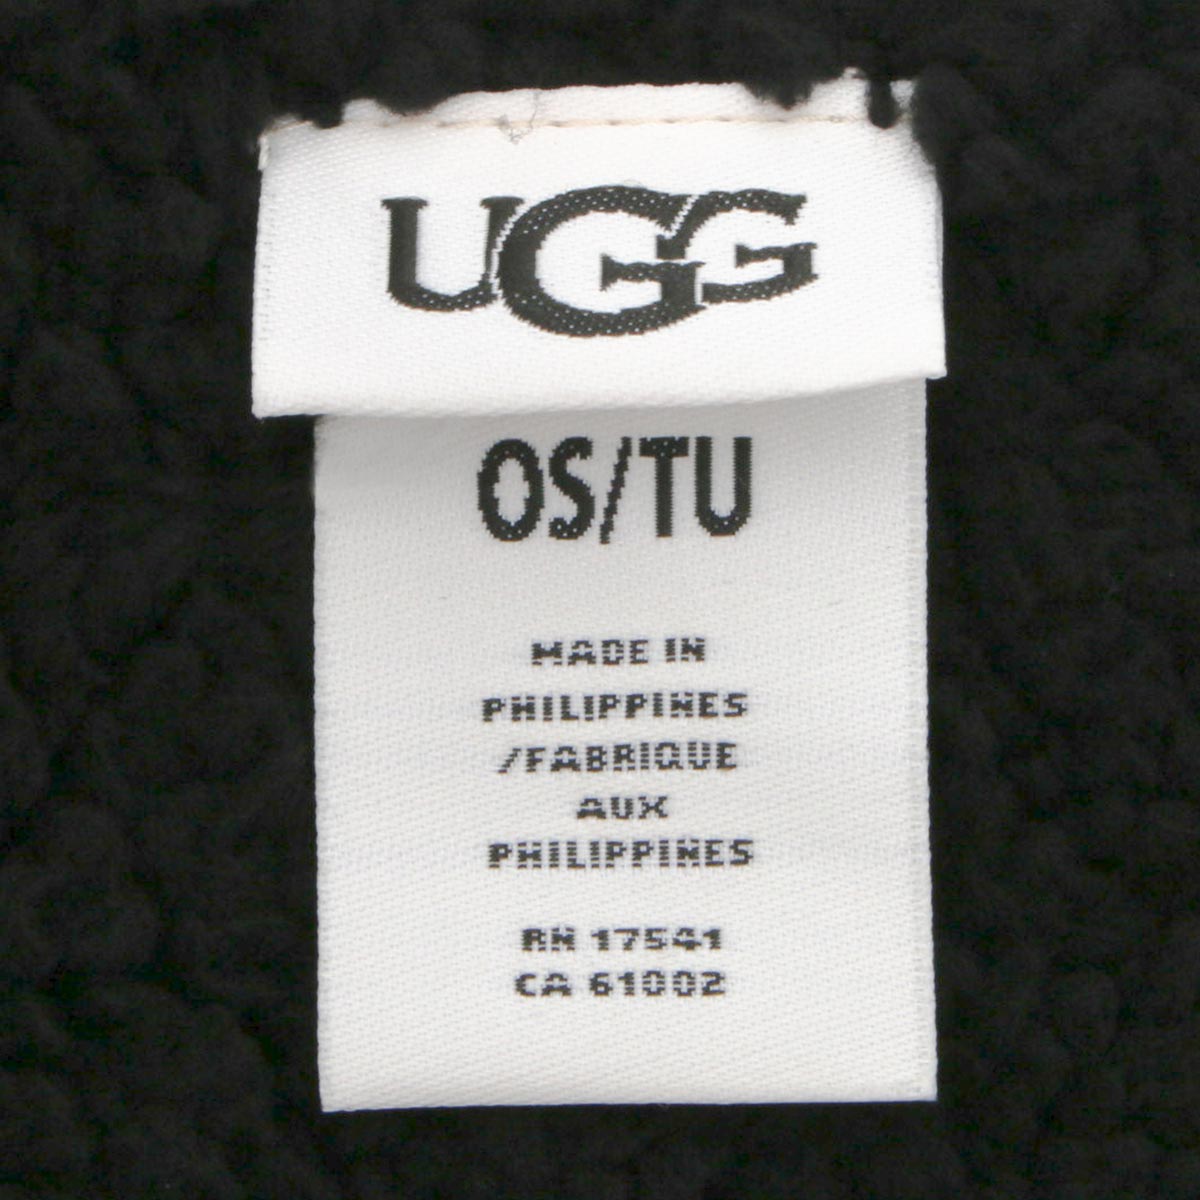 UGG
OS/TU
MADE IN
PHILIPPINES
/FABRIQUE
AUX
PHILIPPINES
RN 17541
CA 61002